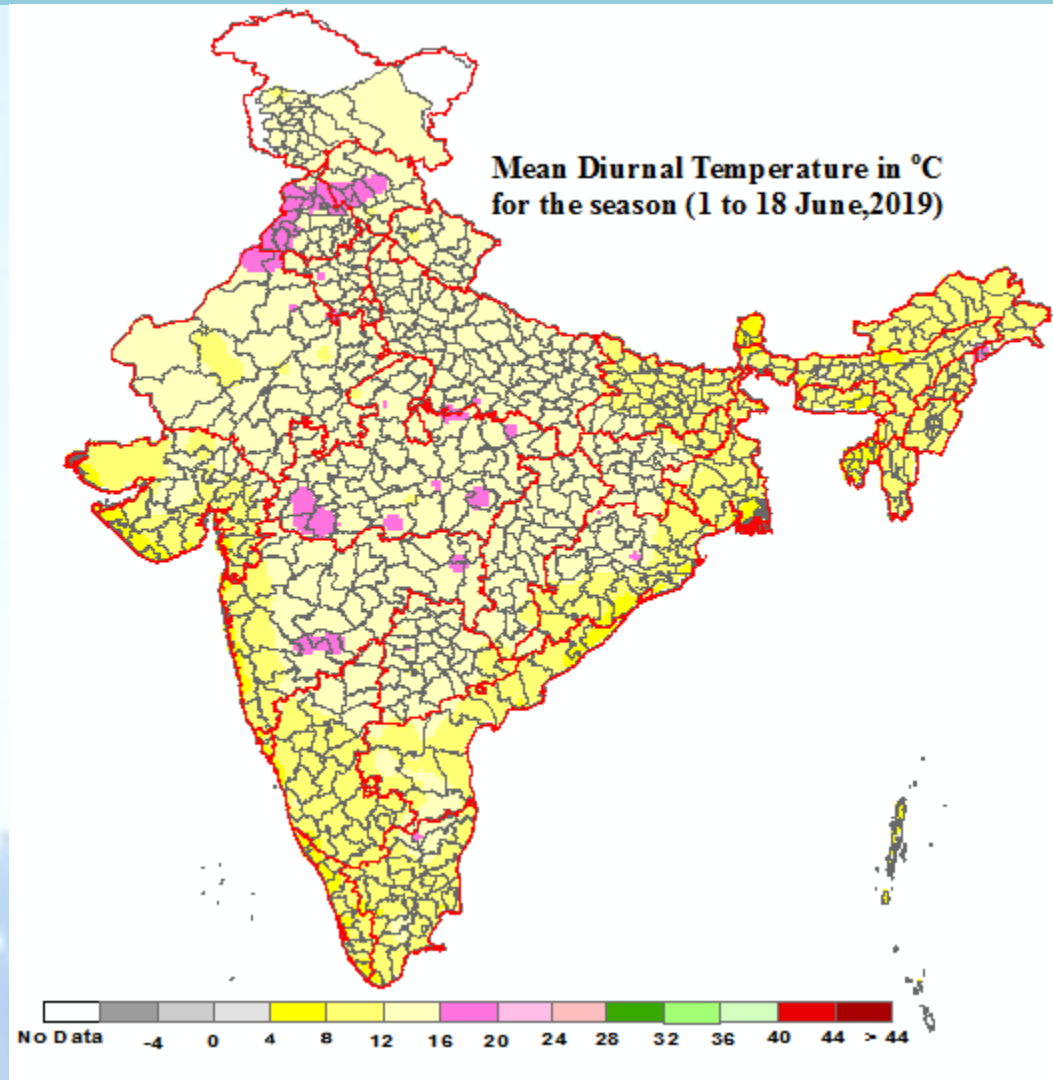 Mean Diurnal Temperature in °C
for the season (1 to 18 June,2019)
No Data -4 0 4 8 12 16 20 24 28 32 36 40 44 > 44